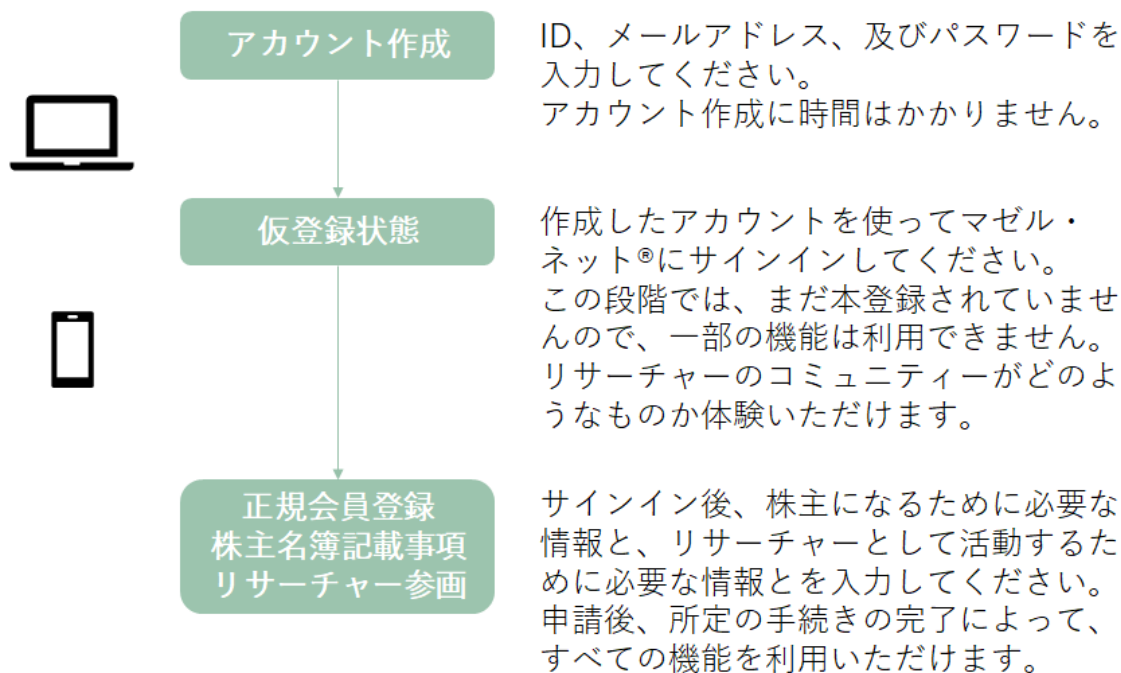 アカウント作成
ID、メールアドレス、及びパスワードを
入力してください。
アカウント作成に時間はかかりません。
仮登録状態
作成したアカウントを使ってマゼル・
ネット®にサインインしてください。
この段階では、まだ本登録されていませ
んので、一部の機能は利用できません。
リサーチャーのコミュニティーがどのよ
うなものか体験いただけます。
正規会員登録
株主名簿記載事項
リサーチャー参画
サインイン後、株主になるために必要な
情報と、リサーチャーとして活動するた
めに必要な情報とを入力してください。
申請後、所定の手続きの完了によって、
すべての機能を利用いただけます。